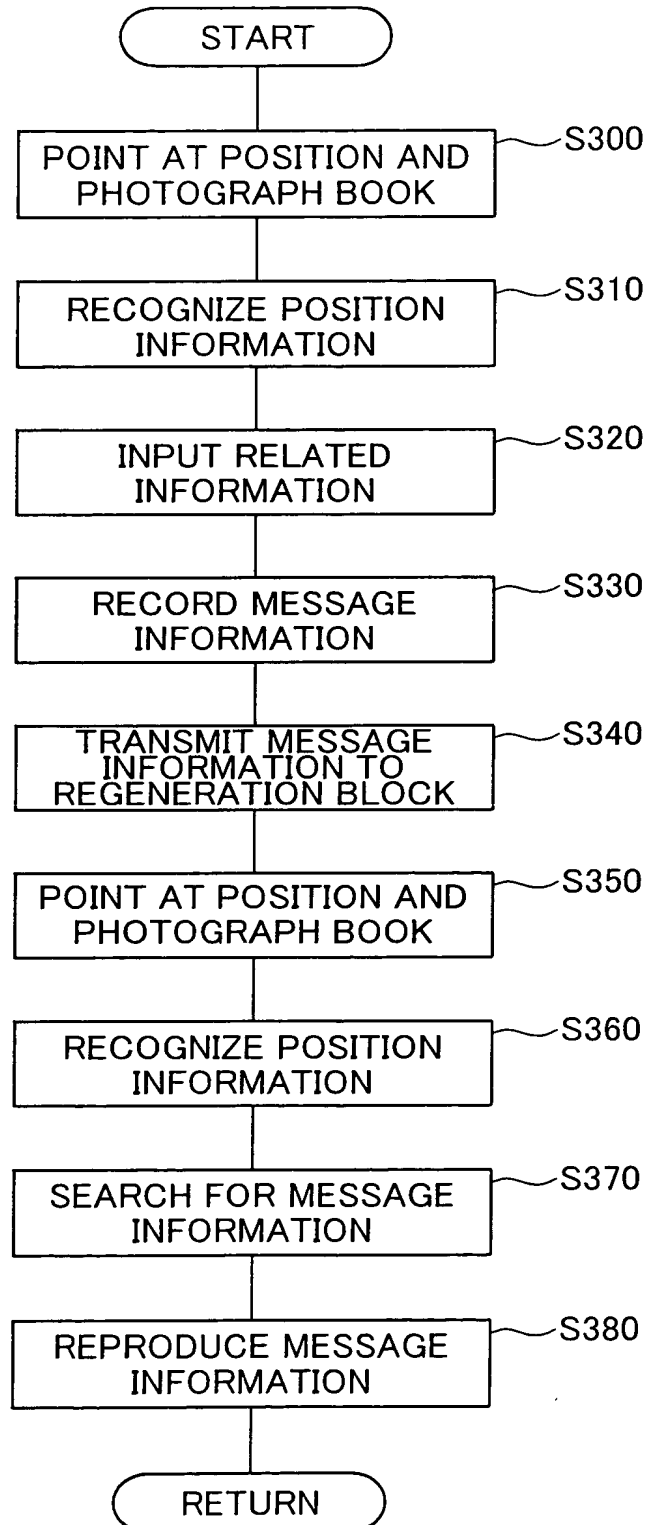 START
POINT AT POSITION AND
PHOTOGRAPH BOOK
S300
RECOGNIZE POSITION
INFORMATION
S310
INPUT RELATED
INFORMATION
S320
RECORD MESSAGE
INFORMATION
S330
TRANSMIT MESSAGE
INFORMATION TO
REGENERATION BLOCK
S340
POINT AT POSITION AND
PHOTOGRAPH BOOK
S350
RECOGNIZE POSITION
INFORMATION
S360
SEARCH FOR MESSAGE
INFORMATION
S370
REPRODUCE MESSAGE
INFORMATION
S380
RETURN